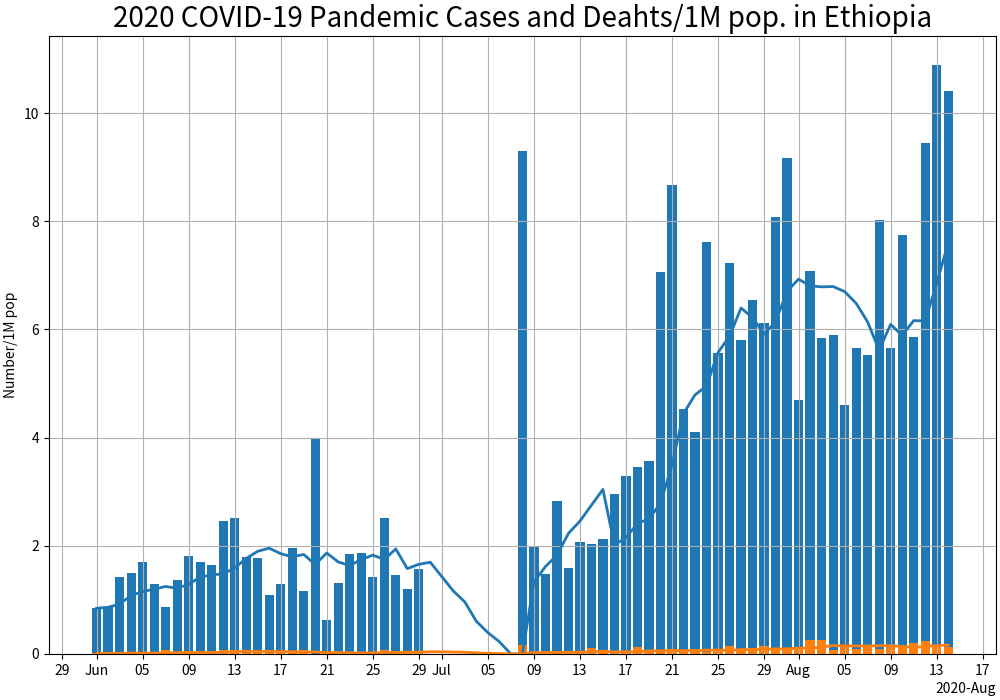 2020 COVID-19 Pandemic Cases and Deahts/1M pop. in Ethiopia
Number/1M pop
10
8
6
4
2
0
29 Jun 05 09 13 17 21 25 29 Jul 05 09 13 17 21 25 29 Aug 05 09 13 17
2020-Aug